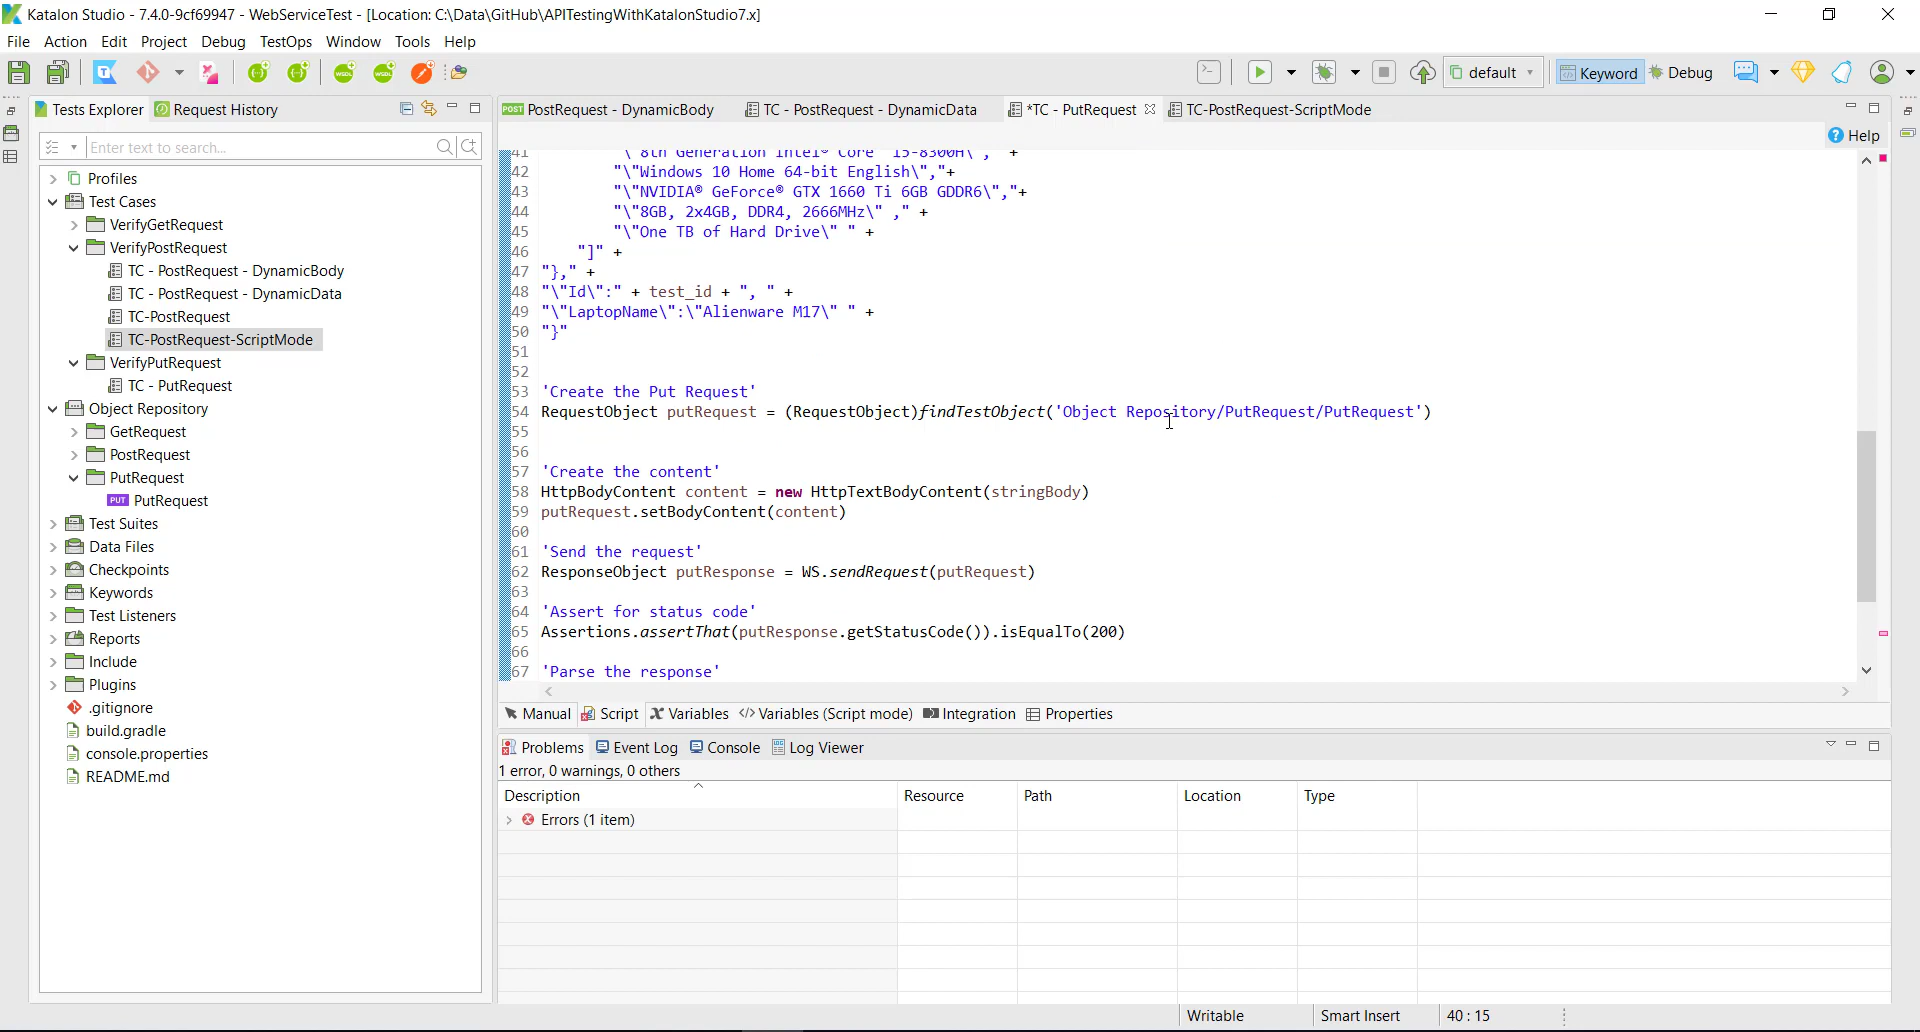 Katalon Studio - 7.4.0-9cf69947 - WebServiceTest - [Location: C:\Data\GitHub\APITestingWithKatalonStudio7.x]
File Action Edit Project Debug TestOps Window Tools Help
WSDL WSDL default Keyword Debug
Tests Explorer Request History
Enter text to search...
Profiles
Test Cases
VerifyGetRequest
VerifyPostRequest
TC - PostRequest - DynamicBody
TC - PostRequest - DynamicData
TC-PostRequest
TC-PostRequest-ScriptMode
VerifyPutRequest
TC - PutRequest
Object Repository
GetRequest
PostRequest
PutRequest
PUT PutRequest
Test Suites
Data Files
Checkpoints
Keywords
Test Listeners
Reports
Include
Plugins
.gitignore
build.gradle
console.properties
README.md
POST PostRequest - DynamicBody TC - PostRequest - DynamicData *TC - PutRequest TC-PostRequest-ScriptMode
Help
41 "\"8th Generation Intel® Core™ i5-8300H\"," +
42 "\"Windows 10 Home 64-bit English\","+
43 "\"NVIDIA® GeForce® GTX 1660 Ti 6GB GDDR6\","+
44 "\"8GB, 2x4GB, DDR4, 2666MHz\" ," +
45 "\"One TB of Hard Drive\" " +
46 "]" +
47 "}," +
48 "\"Id\":" + test_id + ", " +
49 "\"LaptopName\":\"Alienware M17\" " +
50 "}"
51
52
53 'Create the Put Request'
54 RequestObject putRequest = (RequestObject)findTestObject('Object Repository/PutRequest/PutRequest')
55
56
57 'Create the content'
58 HttpBodyContent content = new HttpTextBodyContent(stringBody)
59 putRequest.setBodyContent(content)
60
61 'Send the request'
62 ResponseObject putResponse = WS.sendRequest(putRequest)
63
64 'Assert for status code'
65 Assertions.assertThat(putResponse.getStatusCode()).isEqualTo(200)
66
67 'Parse the response'
Manual Script Variables Variables (Script mode) Integration Properties
Problems Event Log Console Log Viewer
1 error, 0 warnings, 0 others
Description Resource Path Location Type
Errors (1 item)
Writable Smart Insert 40 : 15